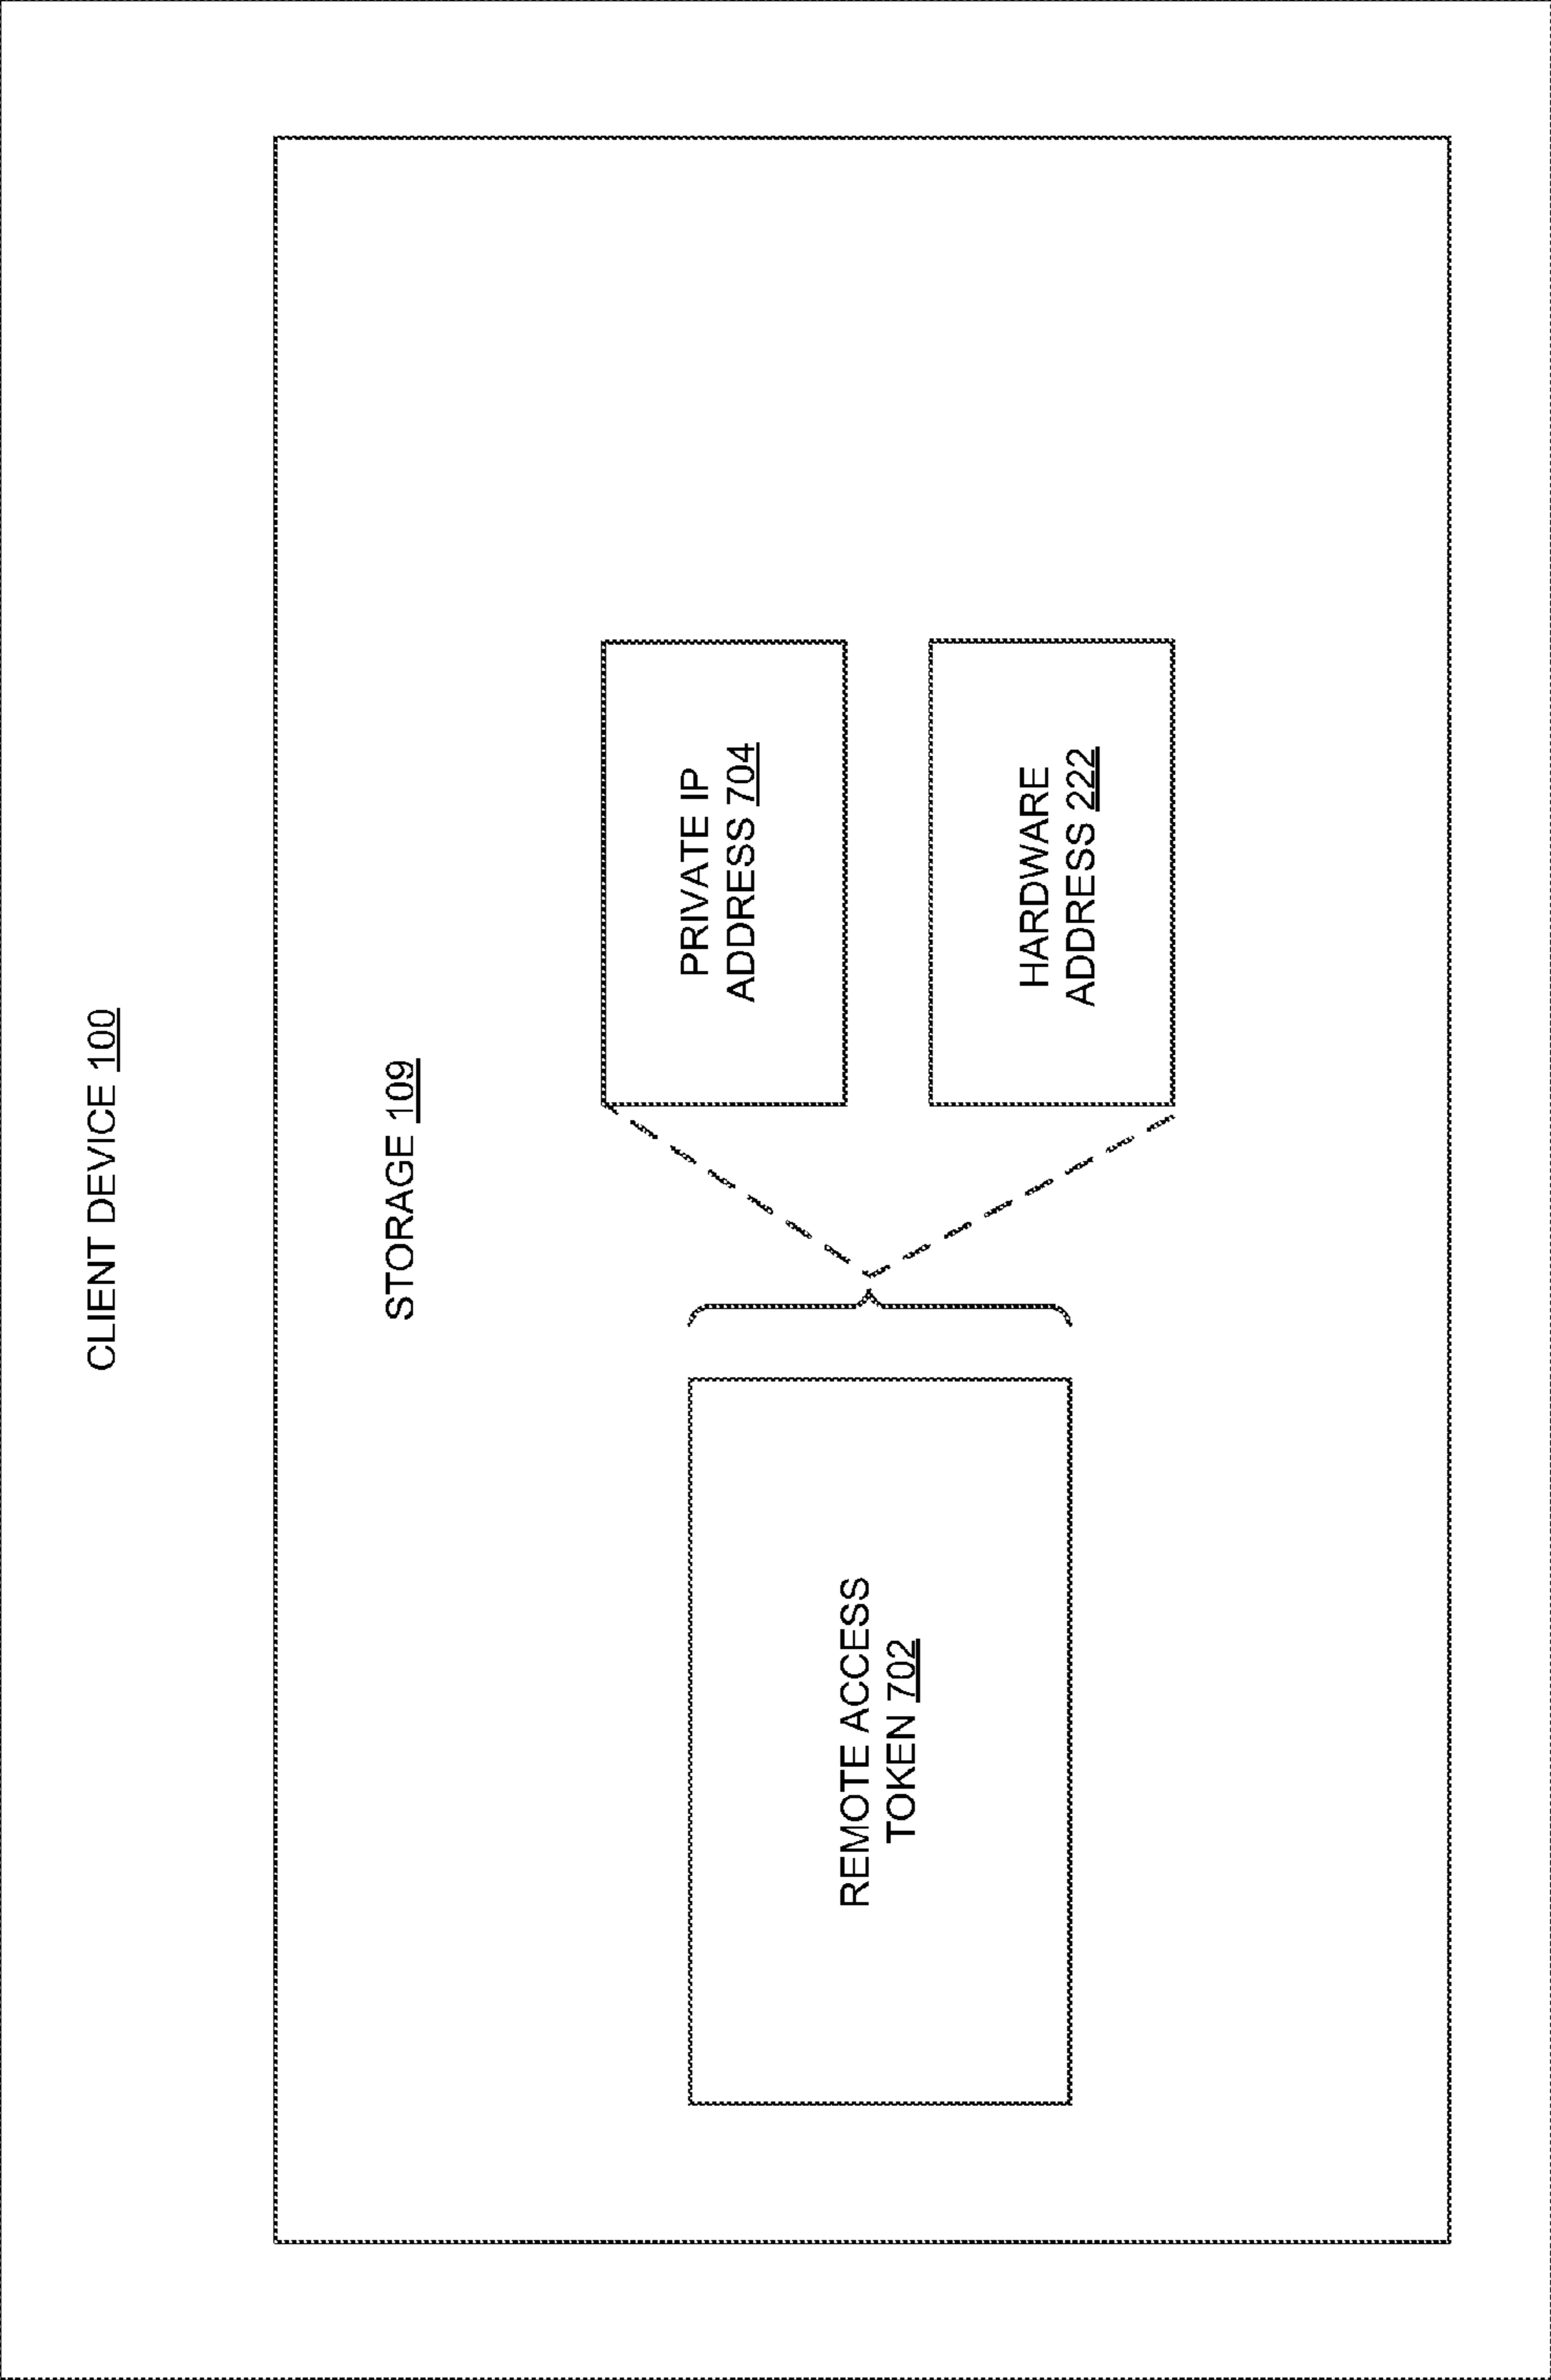 CLIENT DEVICE 100
STORAGE 109
REMOTE ACCESS
TOKEN 702
PRIVATE IP
ADDRESS 704
HARDWARE
ADDRESS 222